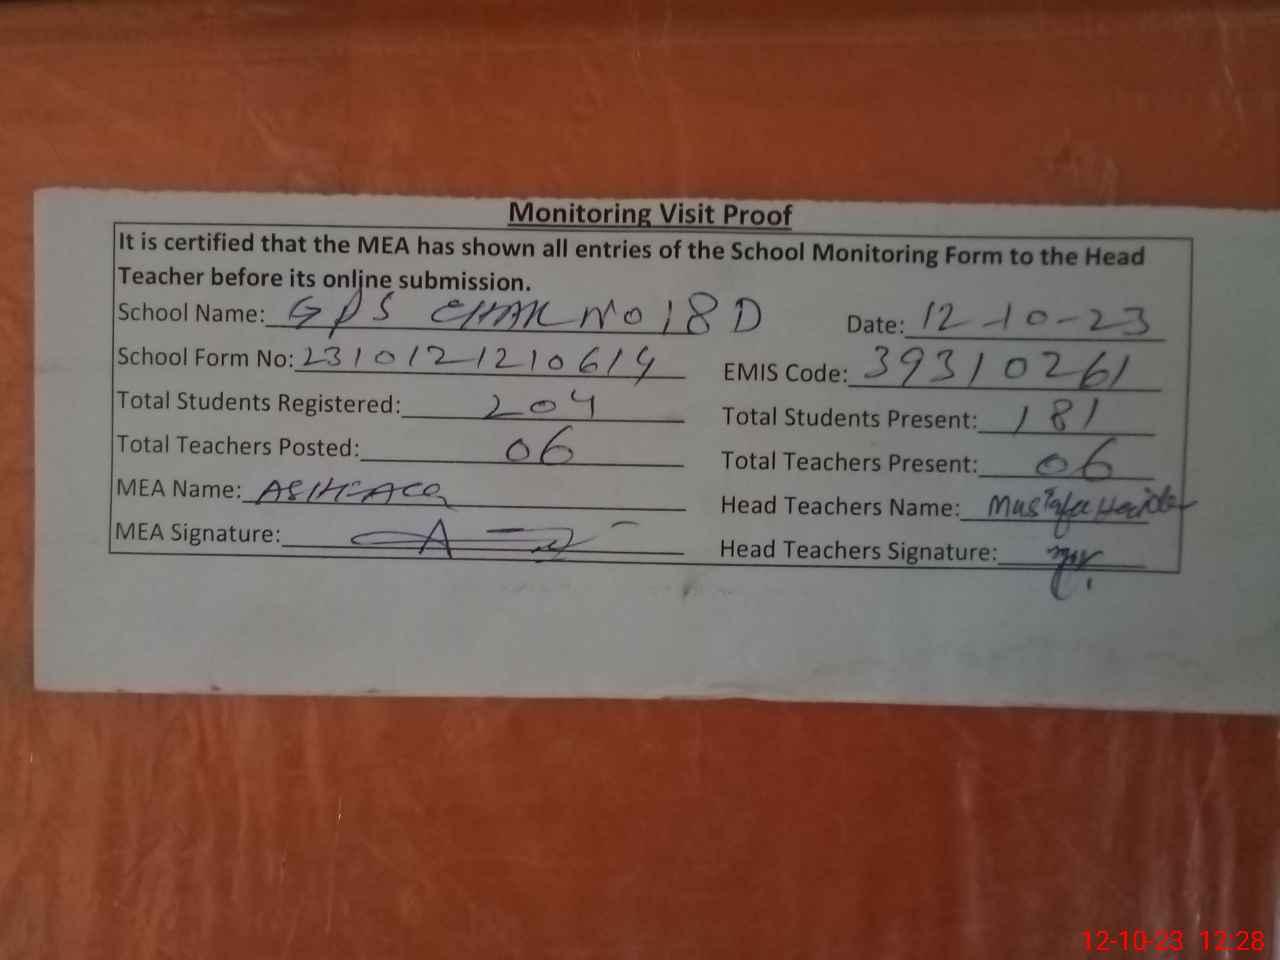 Monitoring Visit Proof
It is certified that the MEA has shown all entries of the School Monitoring Form to the Head
Teacher before its online submission.
School Name: GPS CHAK NO 18 D Date: 12-10-23
School Form No: 2310121210614 EMIS Code: 39310261
Total Students Registered: 204 Total Students Present: 181
Total Teachers Posted: 06 Total Teachers Present: 06
MEA Name: Head Teachers Name: Mustafa Haider
MEA Signature: Head Teachers Signature:
12-10-23 12:28